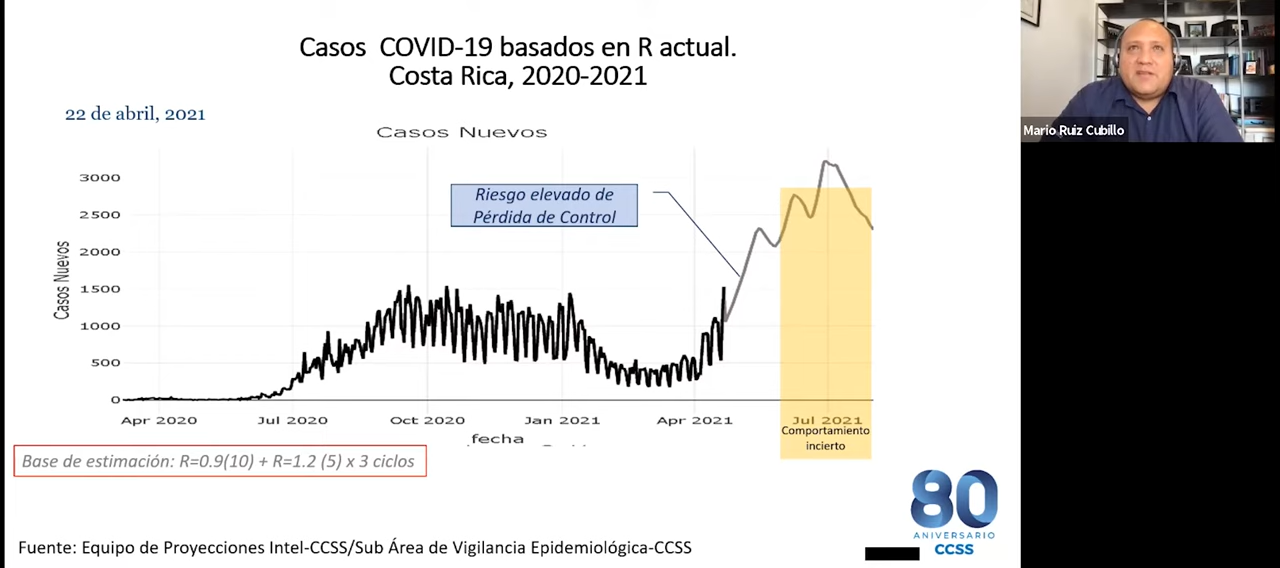 Casos COVID-19 basados en R actual.
Costa Rica, 2020-2021
22 de abril, 2021
Casos Nuevos
Riesgo elevado de
Pérdida de Control
Casos Nuevos
3000
2500
2000
1500
1000
500
0
Apr 2020
Jul 2020
Oct 2020
Jan 2021
Apr 2021
Jul 2021
fecha
Comportamiento
incierto
Base de estimación: R=0.9(10) + R=1.2 (5) x 3 ciclos
Fuente: Equipo de Proyecciones Intel-CCSS/Sub Área de Vigilancia Epidemiológica-CCSS
80
ANIVERSARIO
CCSS
Mario Ruiz Cubillo